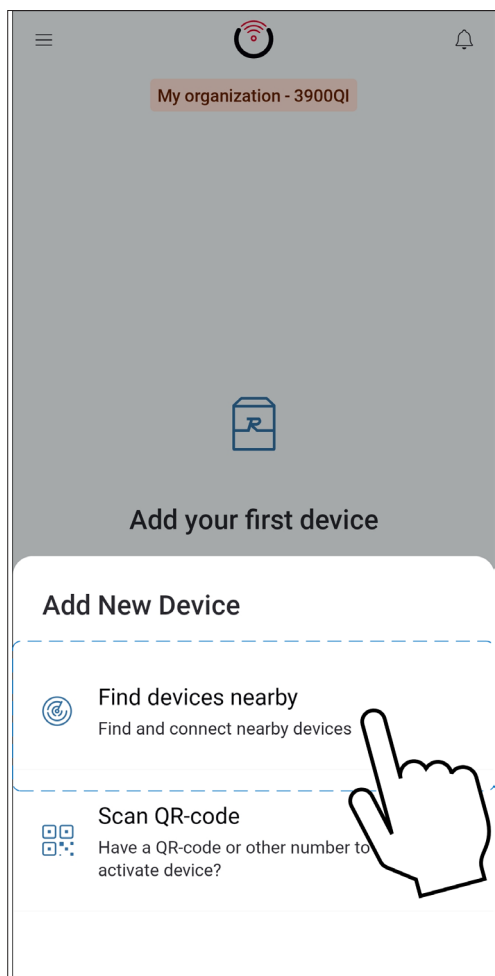 My organization - 3900QI
R
Add your first device
Add New Device
Find devices nearby
Find and connect nearby devices
Scan QR-code
Have a QR-code or other number to
activate device?